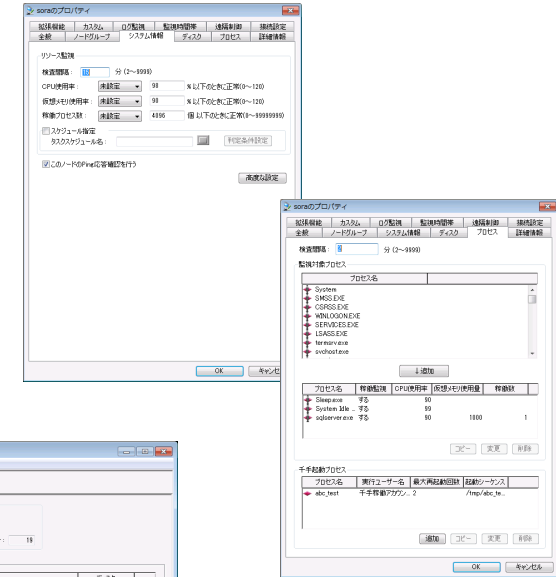 soraのプロパティ
拡張機能 カスタム ログ監視 監視時間帯 遠隔制御 接続設定
全般 ノードグループ システム情報 ディスク プロセス 詳細情報
リソース監視
検査間隔： 15 分 (2～9999)
CPU使用率： 未設定 90 ％以下のときに正常(0～120)
仮想メモリ使用率： 未設定 90 ％以下のときに正常(0～120)
稼働プロセス数： 未設定 4096 個 以下のときに正常(0～99999999)
スケジュール指定
タスクスケジュール名： 判定条件設定
このノードのPing応答確認を行う
高度な設定
OK キャンセ
soraのプロパティ
拡張機能 カスタム ログ監視 監視時間帯 遠隔制御 接続設定
全般 ノードグループ システム情報 ディスク プロセス 詳細情報
検査間隔： 2 分 (2～9999)
監視対象プロセス
プロセス名
System
SMSS.EXE
CSRSS.EXE
WINLOGON.EXE
SERVICES.EXE
LSASS.EXE
termsrv.exe
svchost.exe
↓追加
プロセス名 稼働監視 CPU使用率 仮想メモリ使用量 稼働数
Sleep.exe する 90
System Idle ... する 99
sqlserver.exe する 90 1000 1
コピー 変更 削除
千手起動プロセス
プロセス名 実行ユーザー名 最大再起動回数 起動シーケンス
abc_test 千手稼働アカウン... 2 /tmp/abc_te...
追加 コピー 変更 削除
OK キャンセル
: 19